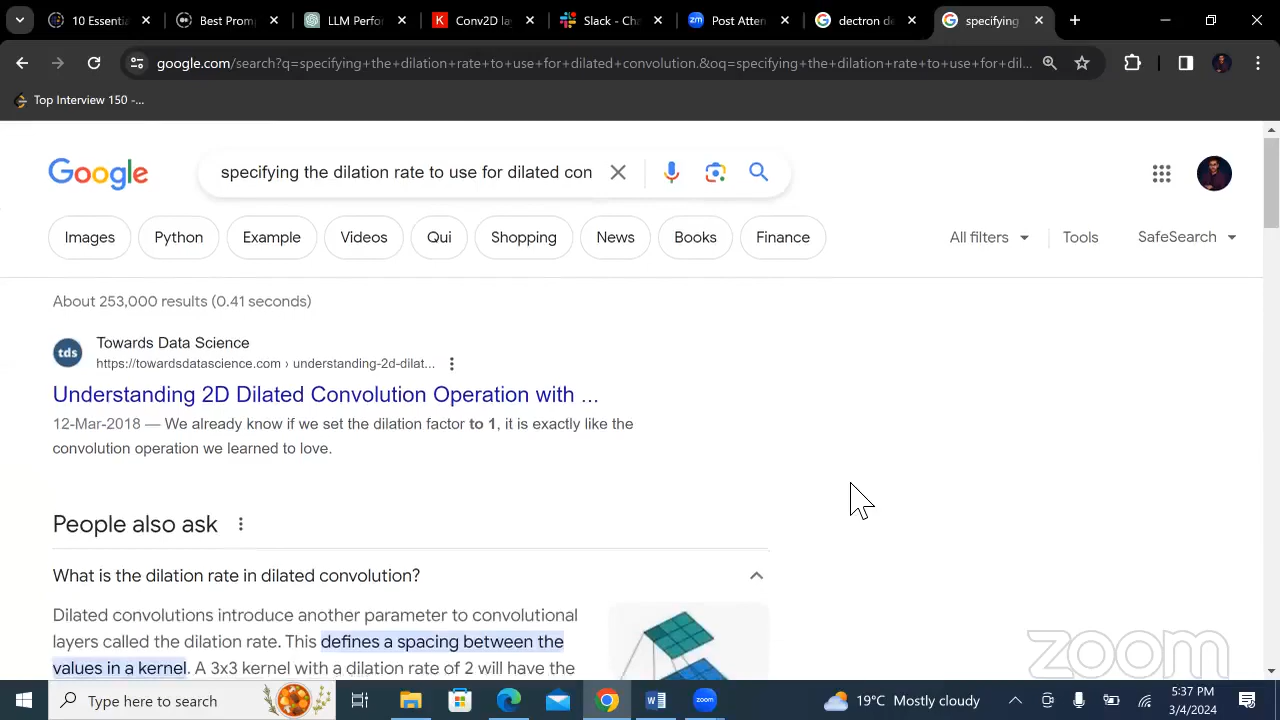 10 Essentia
Best Promp
LLM Perfo
Conv2D la
Slack - Cha
Post Atten
dectron de
specifying
google.com/search?q=specifying+the+dilation+rate+to+use+for+dilated+convolution.&oq=specifying+the+dilation+rate+to+use+for+dil...
Top Interview 150 -...
Google
specifying the dilation rate to use for dilated con
Images
Python
Example
Videos
Qui
Shopping
News
Books
Finance
All filters
Tools
SafeSearch
About 253,000 results (0.41 seconds)
tds
Towards Data Science
https://towardsdatascience.com › understanding-2d-dilat...
Understanding 2D Dilated Convolution Operation with ...
12-Mar-2018 — We already know if we set the dilation factor to 1, it is exactly like the
convolution operation we learned to love.
People also ask
What is the dilation rate in dilated convolution?
Dilated convolutions introduce another parameter to convolutional
layers called the dilation rate. This defines a spacing between the
values in a kernel. A 3x3 kernel with a dilation rate of 2 will have the
zoom
Type here to search
zoom
19°C Mostly cloudy
5:37 PM
3/4/2024